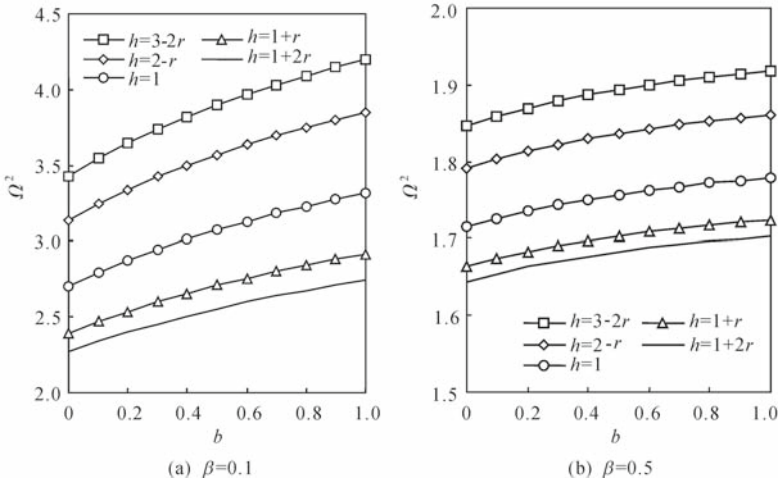 4.5
h=3-2r h=1+r
h=2-r h=1+2r
h=1
4.0
3.5
Ω²
3.0
2.5
2.0
0 0.2 0.4 0.6 0.8 1.0
b
(a) β=0.1
2.0
1.9
1.8
Ω²
1.7
1.6
h=3-2r h=1+r
h=2-r h=1+2r
h=1
1.5
0 0.2 0.4 0.6 0.8 1.0
b
(b) β=0.5